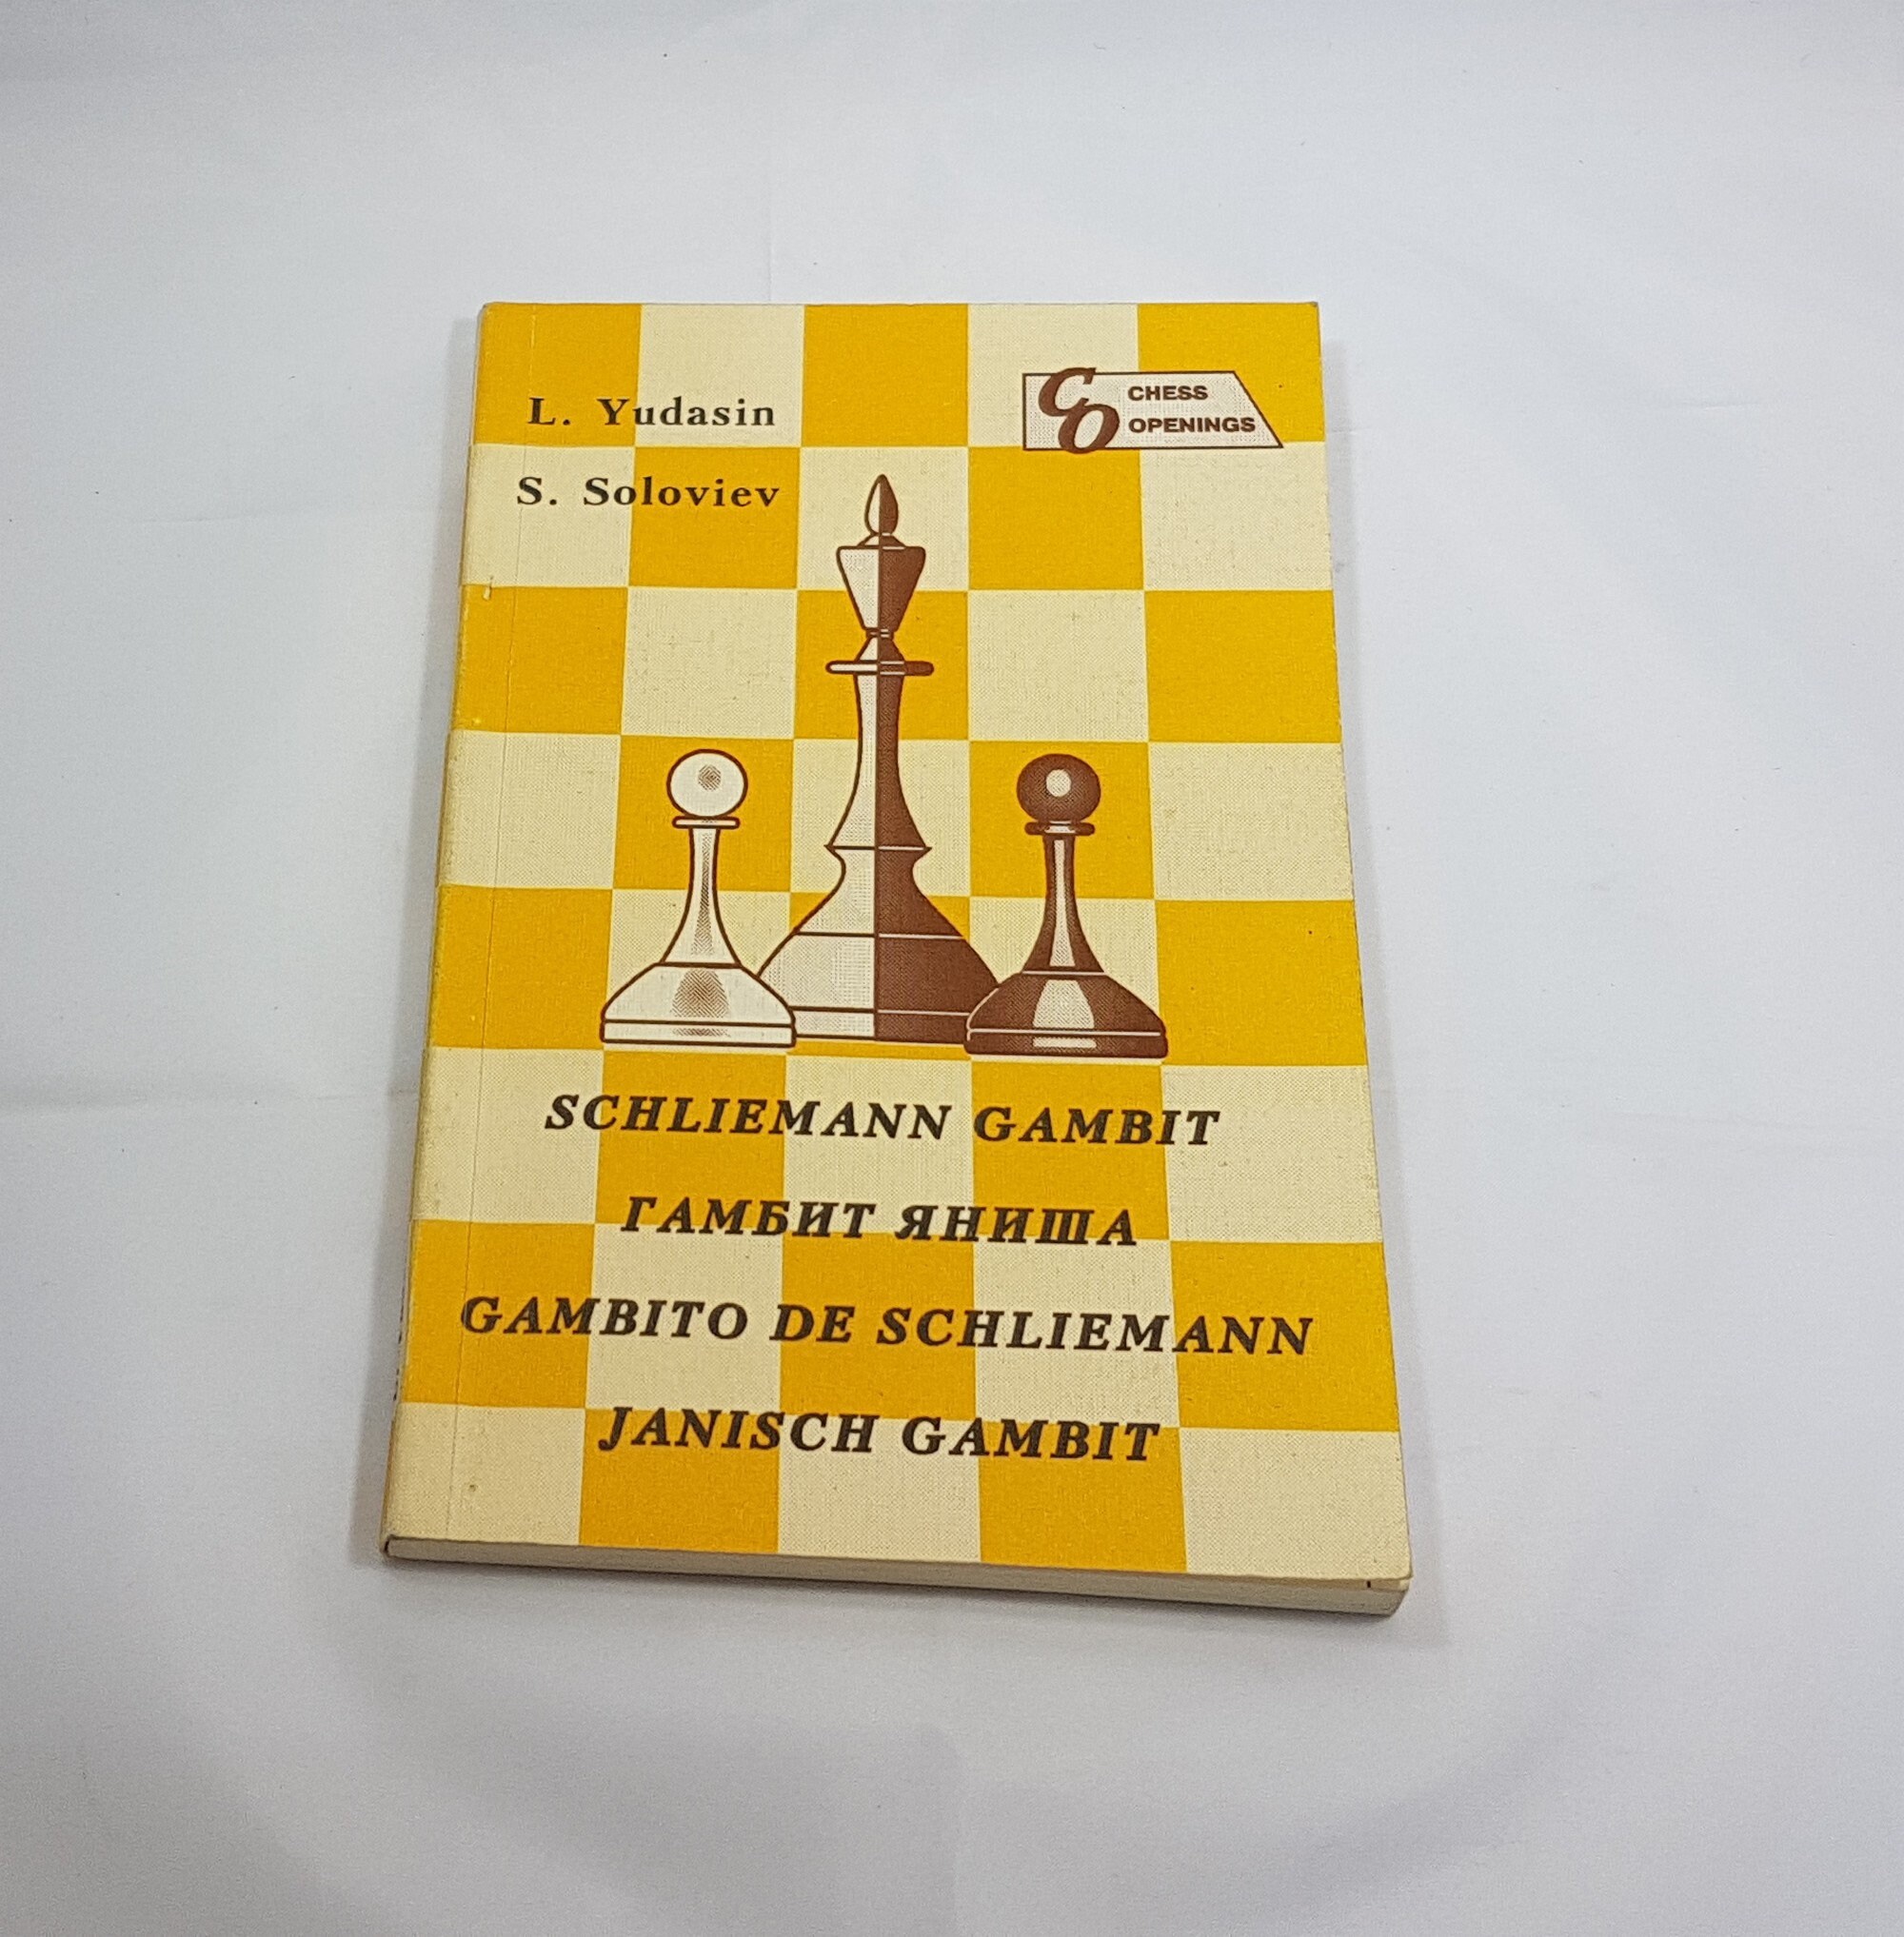 L. Yudasin
S. Soloviev
CO CHESS
OPENINGS
SCHLIEMANN GAMBIT
ГАМБИТ ЯНИША
GAMBITO DE SCHLIEMANN
JANISCH GAMBIT